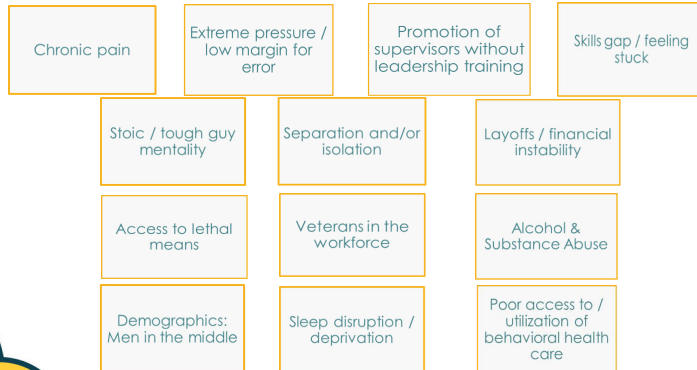 Chronic pain
Extreme pressure /
low margin for
error
Promotion of
supervisors without
leadership training
Skills gap / feeling
stuck
Stoic / tough guy
mentality
Separation and/or
isolation
Layoffs / financial
instability
Access to lethal
means
Veterans in the
workforce
Alcohol &
Substance Abuse
Demographics:
Men in the middle
Sleep disruption /
deprivation
Poor access to /
utilization of
behavioral health
care